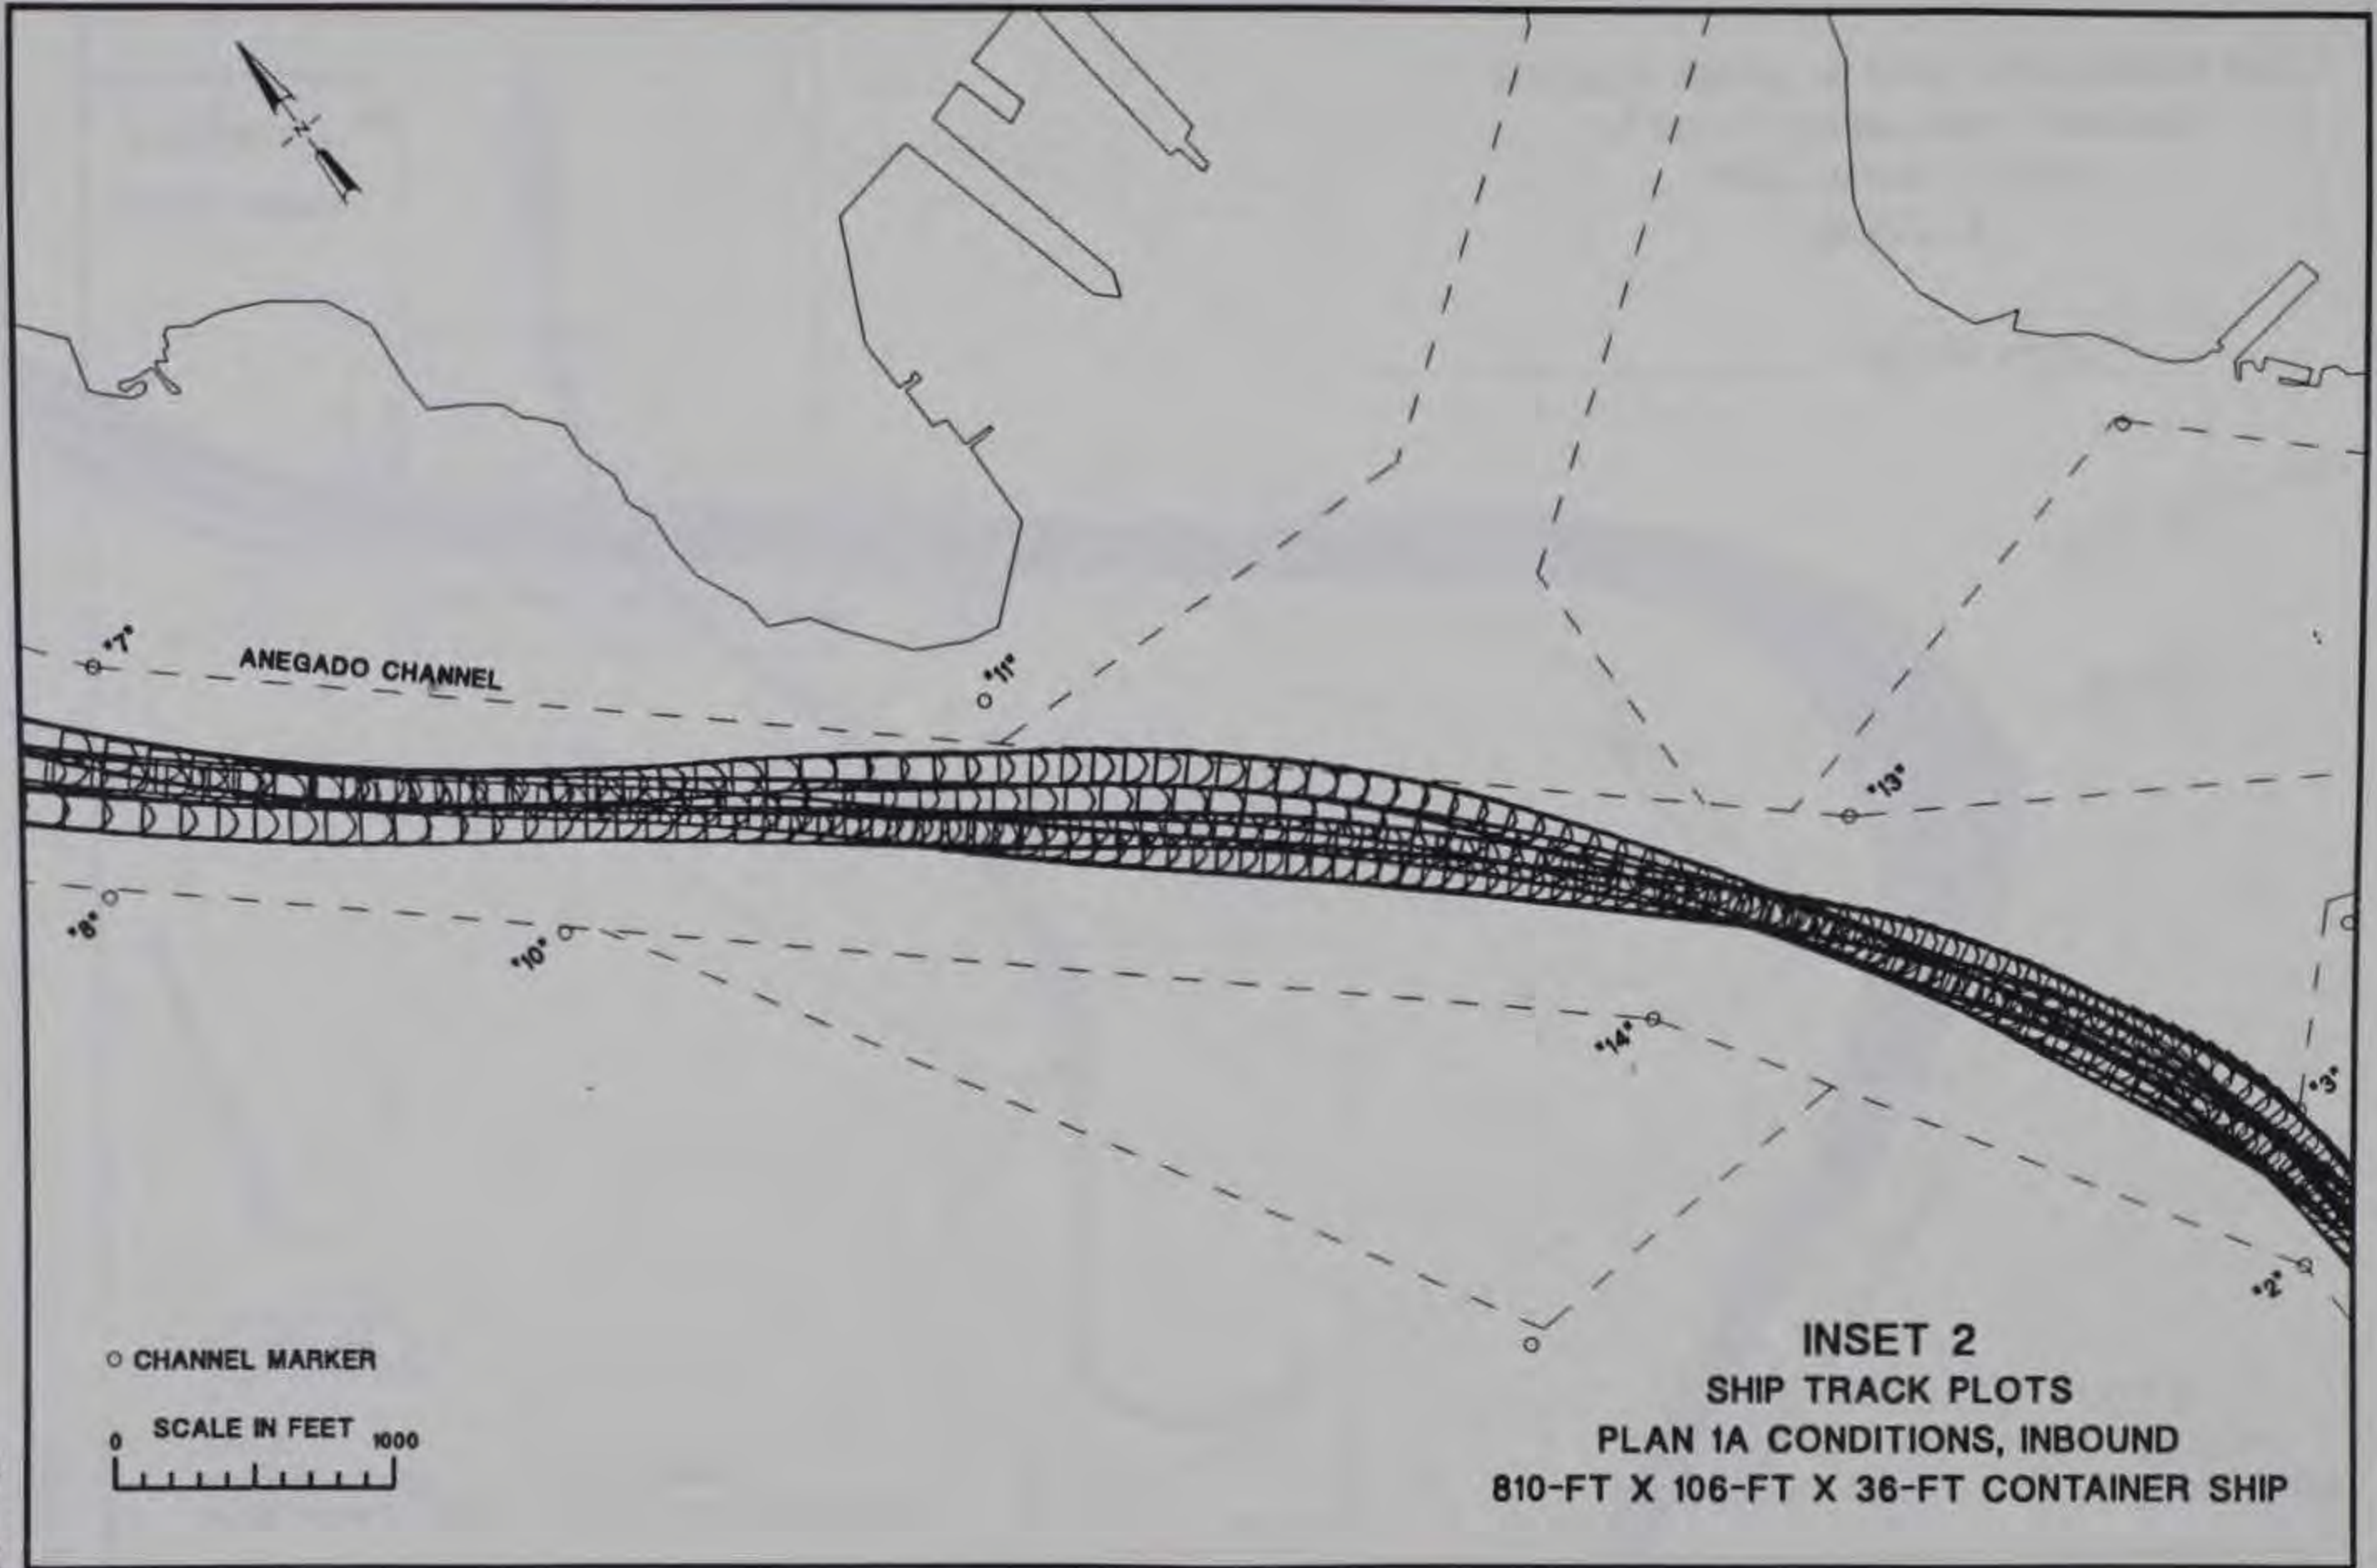 N
"7"
ANEGADO CHANNEL
"11"
"13"
"8"
"10"
"14"
"3"
"2"
CHANNEL MARKER
SCALE IN FEET
0 1000
INSET 2
SHIP TRACK PLOTS
PLAN 1A CONDITIONS, INBOUND
810-FT X 106-FT X 36-FT CONTAINER SHIP